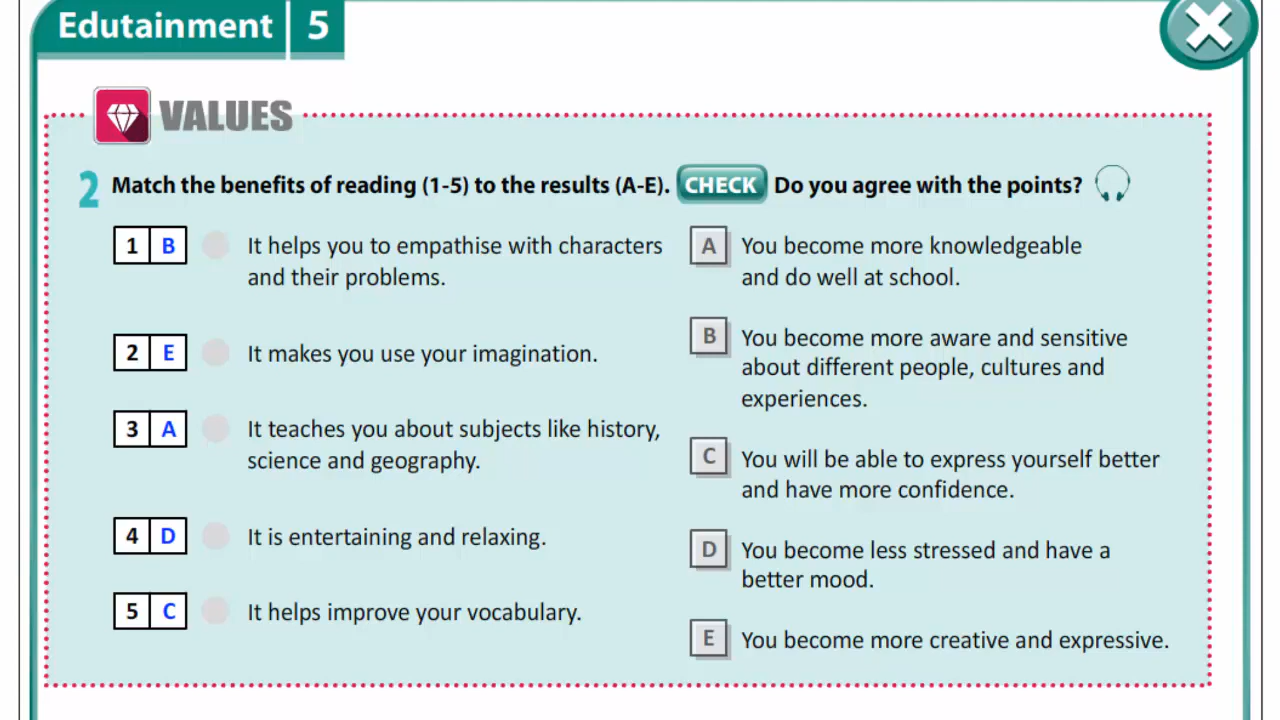 Edutainment 5
VALUES
2 Match the benefits of reading (1-5) to the results (A-E). CHECK Do you agree with the points?
1 B It helps you to empathise with characters
and their problems.
2 E It makes you use your imagination.
3 A It teaches you about subjects like history,
science and geography.
4 D It is entertaining and relaxing.
5 C It helps improve your vocabulary.
A You become more knowledgeable
and do well at school.
B You become more aware and sensitive
about different people, cultures and
experiences.
C You will be able to express yourself better
and have more confidence.
D You become less stressed and have a
better mood.
E You become more creative and expressive.